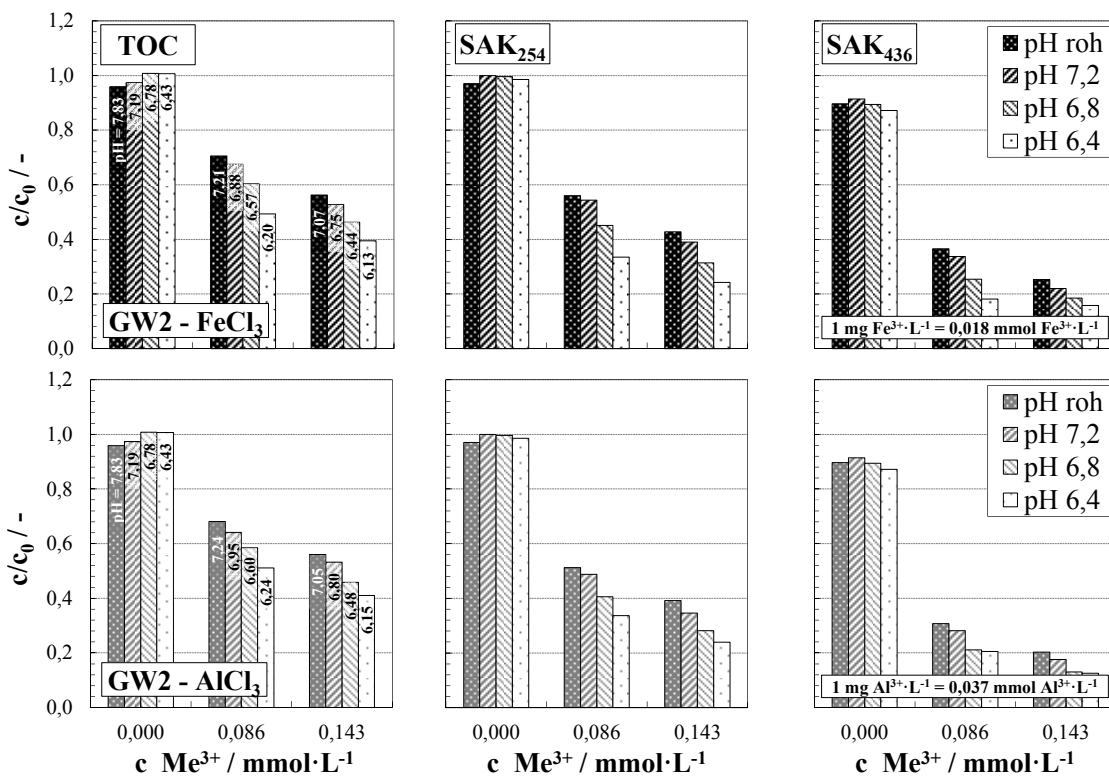 1,2
1,0
0,8
0,6
0,4
0,2
0,0
c/c₀ / -
TOC
pH = 7,83
7,19
6,78
6,43
7,21
6,88
6,57
6,20
7,07
6,75
6,44
6,13
GW2 - FeCl₃
SAK₂₅₄
SAK₄₃₆
pH roh
pH 7,2
pH 6,8
pH 6,4
1 mg Fe³⁺·L⁻¹ = 0,018 mmol Fe³⁺·L⁻¹
1,2
1,0
0,8
0,6
0,4
0,2
0,0
c/c₀ / -
pH = 7,83
7,19
6,78
6,43
7,24
6,95
6,60
6,24
7,05
6,80
6,48
6,15
GW2 - AlCl₃
pH roh
pH 7,2
pH 6,8
pH 6,4
1 mg Al³⁺·L⁻¹ = 0,037 mmol Al³⁺·L⁻¹
0,000 0,086 0,143
c Me³⁺ / mmol·L⁻¹
0,000 0,086 0,143
c Me³⁺ / mmol·L⁻¹
0,000 0,086 0,143
c Me³⁺ / mmol·L⁻¹